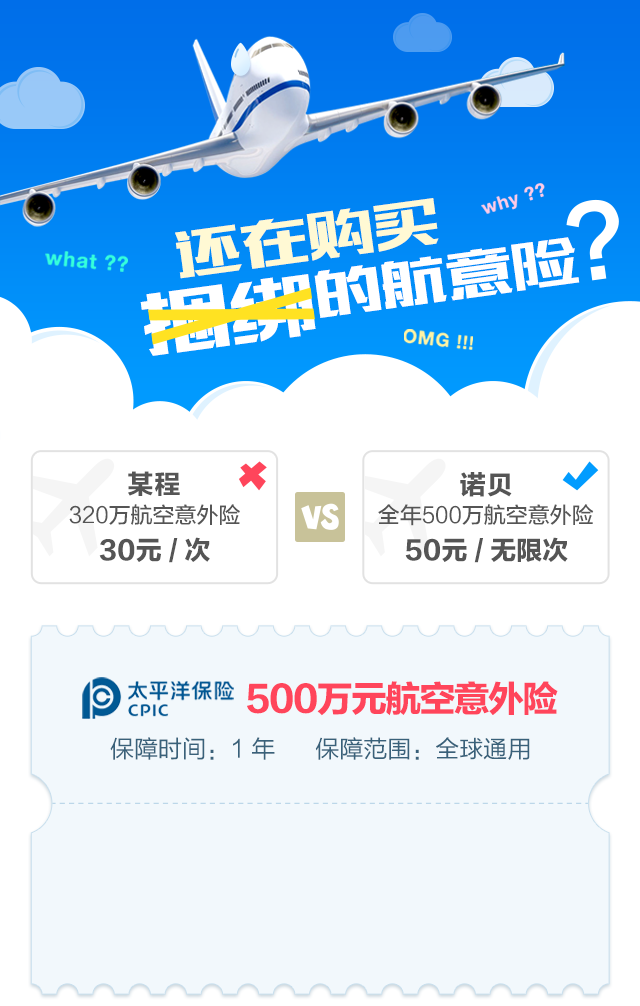 why ??
还在购买
what ??
捆绑的航意险?
OMG !!!
某程
320万航空意外险
30元 / 次
VS
诺贝
全年500万航空意外险
50元 / 无限次
太平洋保险
CPIC
500万元航空意外险
保障时间：1 年
保障范围：全球通用